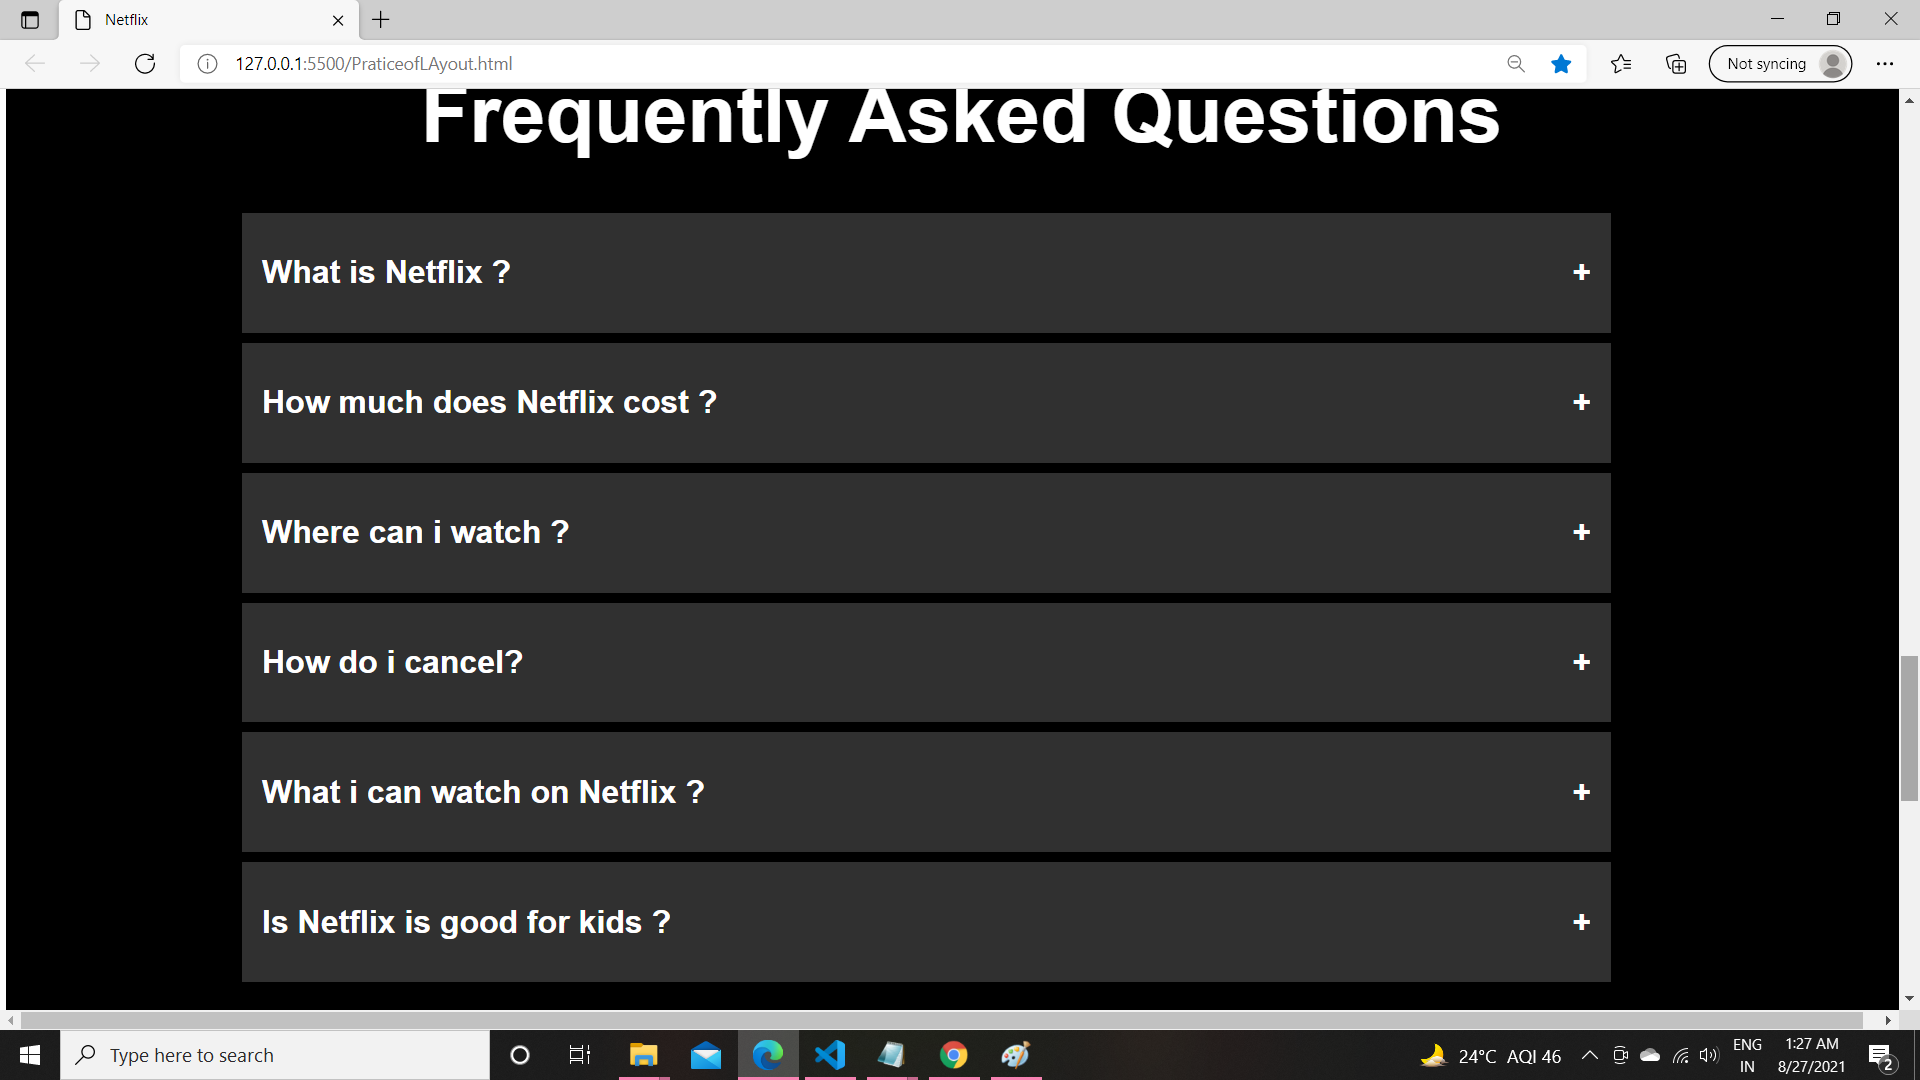 Netflix
127.0.0.1:5500/PraticeofLAyout.html
Not syncing
Frequently Asked Questions
What is Netflix ? +
How much does Netflix cost ? +
Where can i watch ? +
How do i cancel? +
What i can watch on Netflix ? +
Is Netflix is good for kids ? +
Type here to search
24°C AQI 46
ENG
IN
1:27 AM
8/27/2021
2